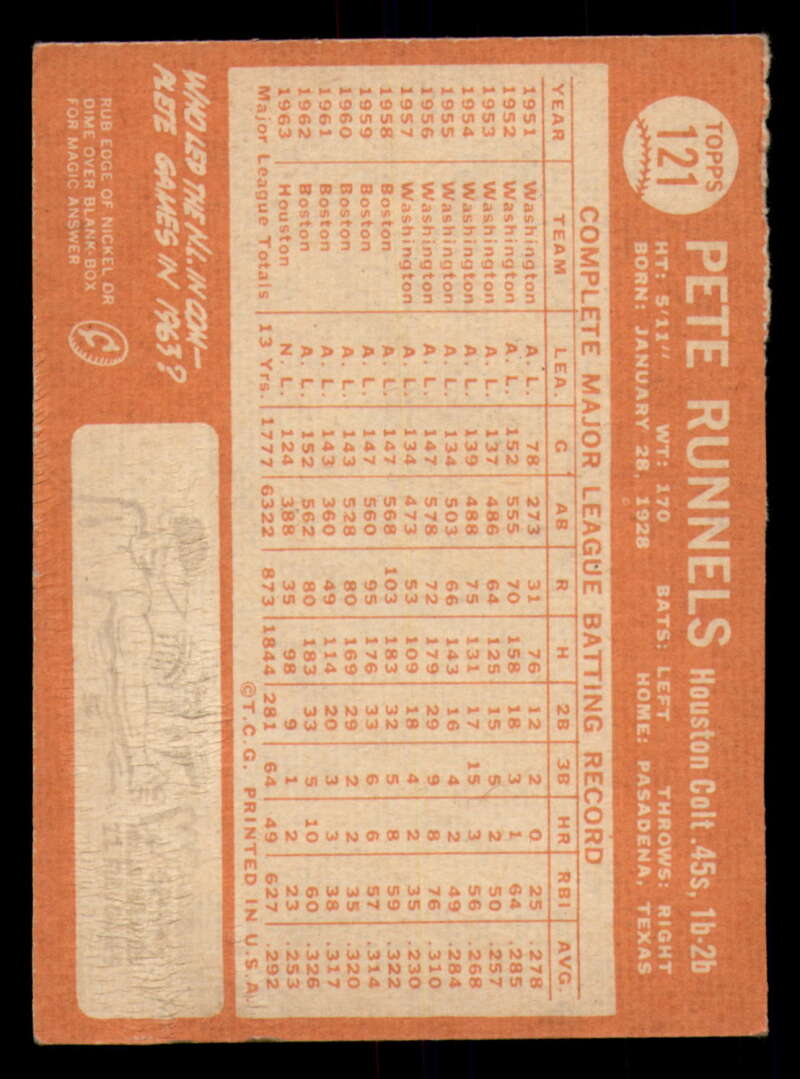 TOPPS
121
PETE RUNNELS Houston Colt .45s, 1b-2b
HT: 5'11" WT: 170 BATS: LEFT THROWS: RIGHT
BORN: JANUARY 28, 1928 HOME: PASADENA, TEXAS
COMPLETE MAJOR LEAGUE BATTING RECORD
YEAR TEAM LEA. G AB R H 2B 3B HR RBI AVG.
1951 Washington A. L. 78 273 31 76 12 2 0 25 .278
1952 Washington A. L. 152 555 70 158 18 3 1 64 .285
1953 Washington A. L. 137 486 64 125 15 5 2 50 .257
1954 Washington A. L. 139 488 75 131 17 15 3 56 .268
1955 Washington A. L. 134 503 66 143 16 4 2 49 .284
1956 Washington A. L. 147 578 72 179 29 9 8 76 .310
1957 Washington A. L. 134 473 53 109 18 4 2 35 .230
1958 Boston A. L. 147 568 103 183 32 5 8 59 .322
1959 Boston A. L. 147 560 95 176 33 6 6 57 .314
1960 Boston A. L. 143 528 80 169 29 2 2 35 .320
1961 Boston A. L. 143 360 49 114 20 3 3 38 .317
1962 Boston A. L. 152 562 80 183 33 5 10 60 .326
1963 Houston N. L. 124 388 35 98 9 1 2 23 .253
Major League Totals 13 Yrs. 1777 6322 873 1844 281 64 49 627 .292
©T.C.G. PRINTED IN U.S.A.
WHO LED THE N.L. IN COM-
PLETE GAMES IN 1963?
RUB EDGE OF NICKEL OR
DIME OVER BLANK-BOX
FOR MAGIC ANSWER